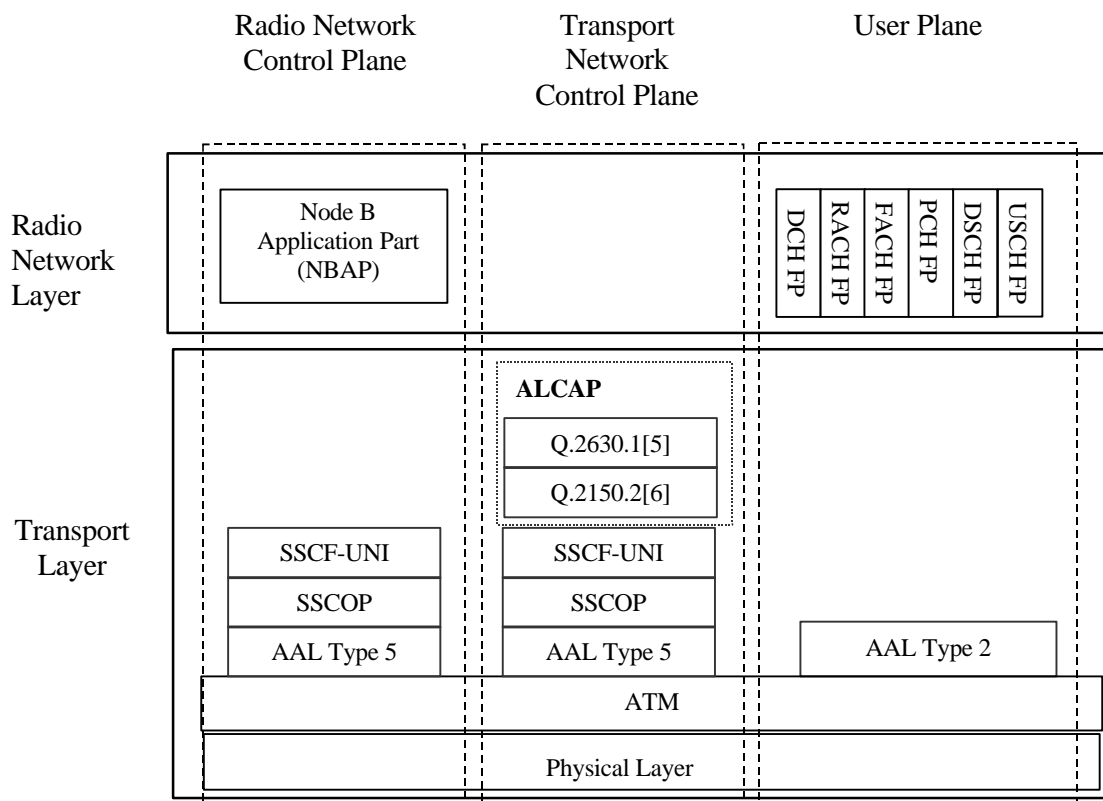 Radio Network
Control Plane
Transport
Network
Control Plane
User Plane
Radio
Network
Layer
Node B
Application Part
(NBAP)
DCH FP
RACH FP
FACH FP
PCH FP
DSCH FP
USCH FP
Transport
Layer
ALCAP
Q.2630.1[5]
Q.2150.2[6]
SSCF-UNI
SSCOP
AAL Type 5
SSCF-UNI
SSCOP
AAL Type 5
AAL Type 2
ATM
Physical Layer